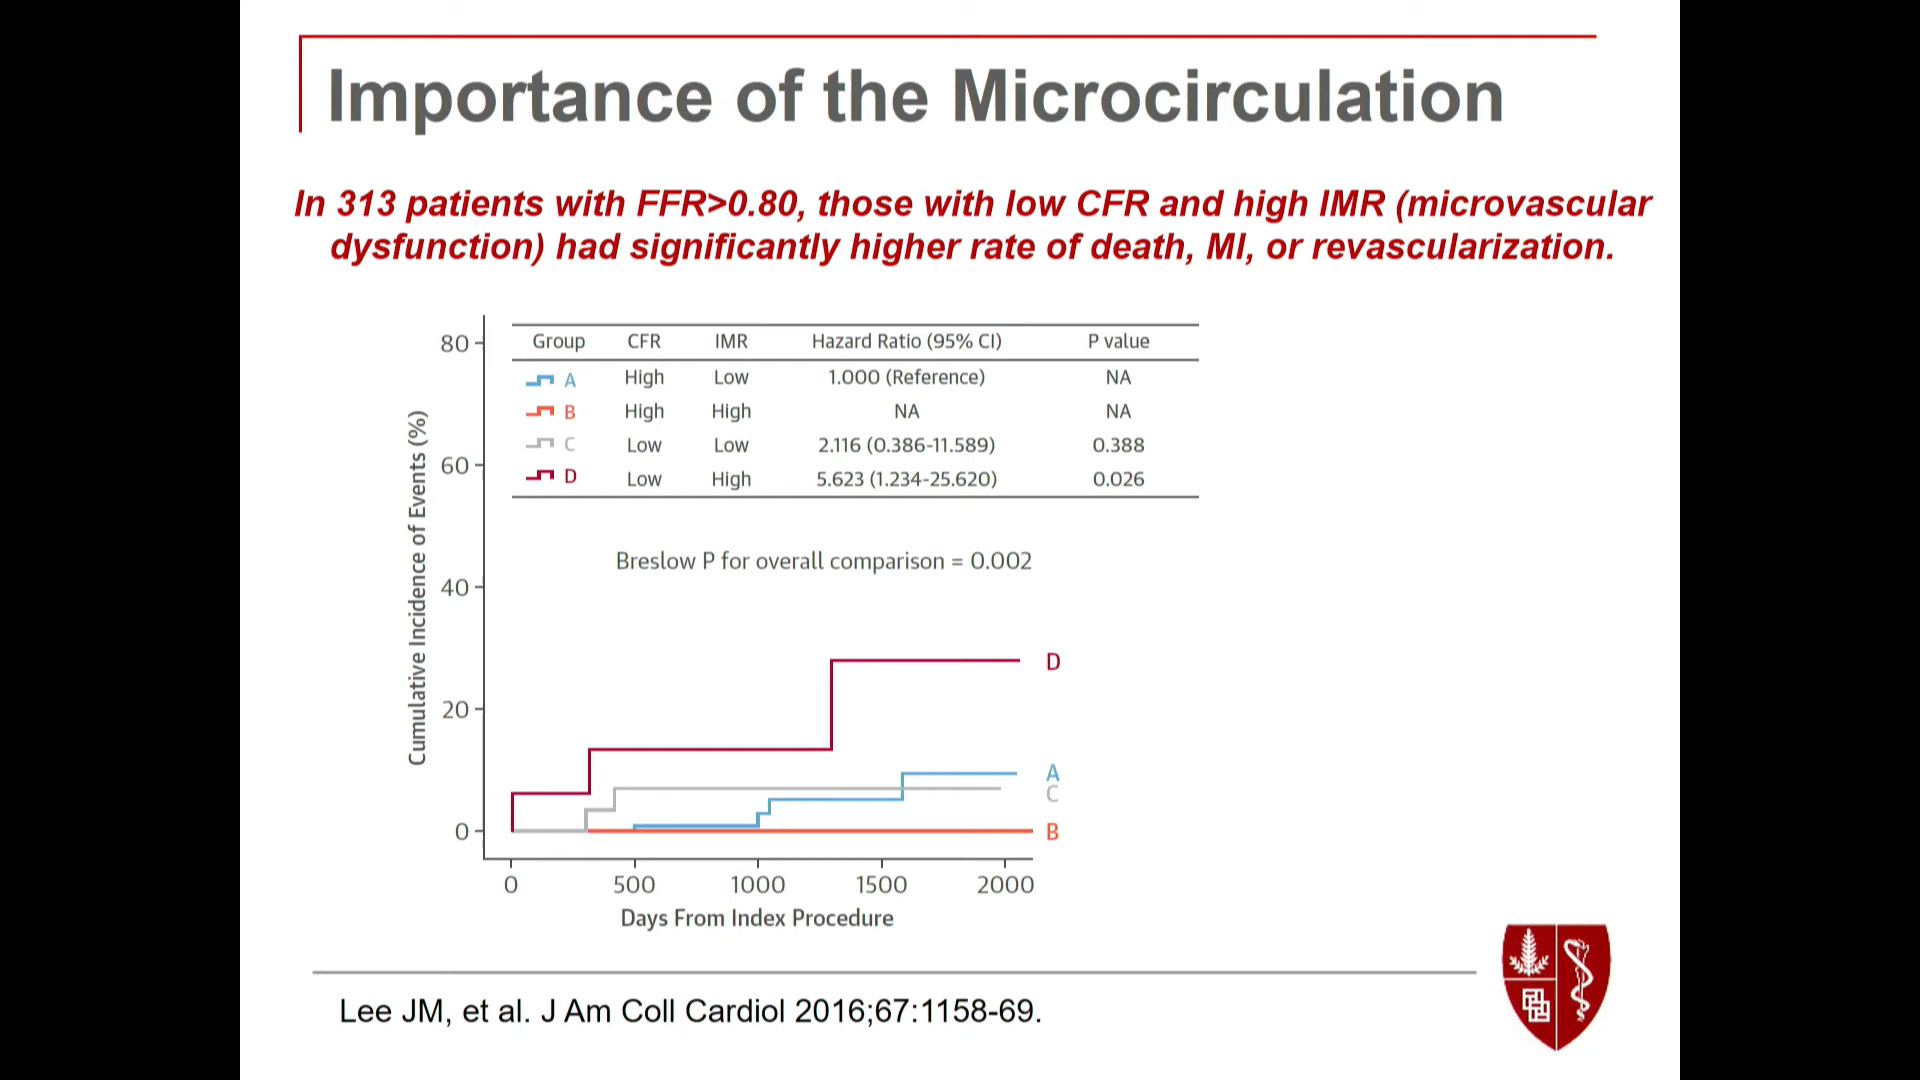 Importance of the Microcirculation
In 313 patients with FFR>0.80, those with low CFR and high IMR (microvascular
dysfunction) had significantly higher rate of death, MI, or revascularization.
Group CFR IMR Hazard Ratio (95% CI) P value
A High Low 1.000 (Reference) NA
B High High NA NA
C Low Low 2.116 (0.386-11.589) 0.388
D Low High 5.623 (1.234-25.620) 0.026
Breslow P for overall comparison = 0.002
Cumulative Incidence of Events (%)
80
60
40
20
0
D
A
C
B
0 500 1000 1500 2000
Days From Index Procedure
Lee JM, et al. J Am Coll Cardiol 2016;67:1158-69.